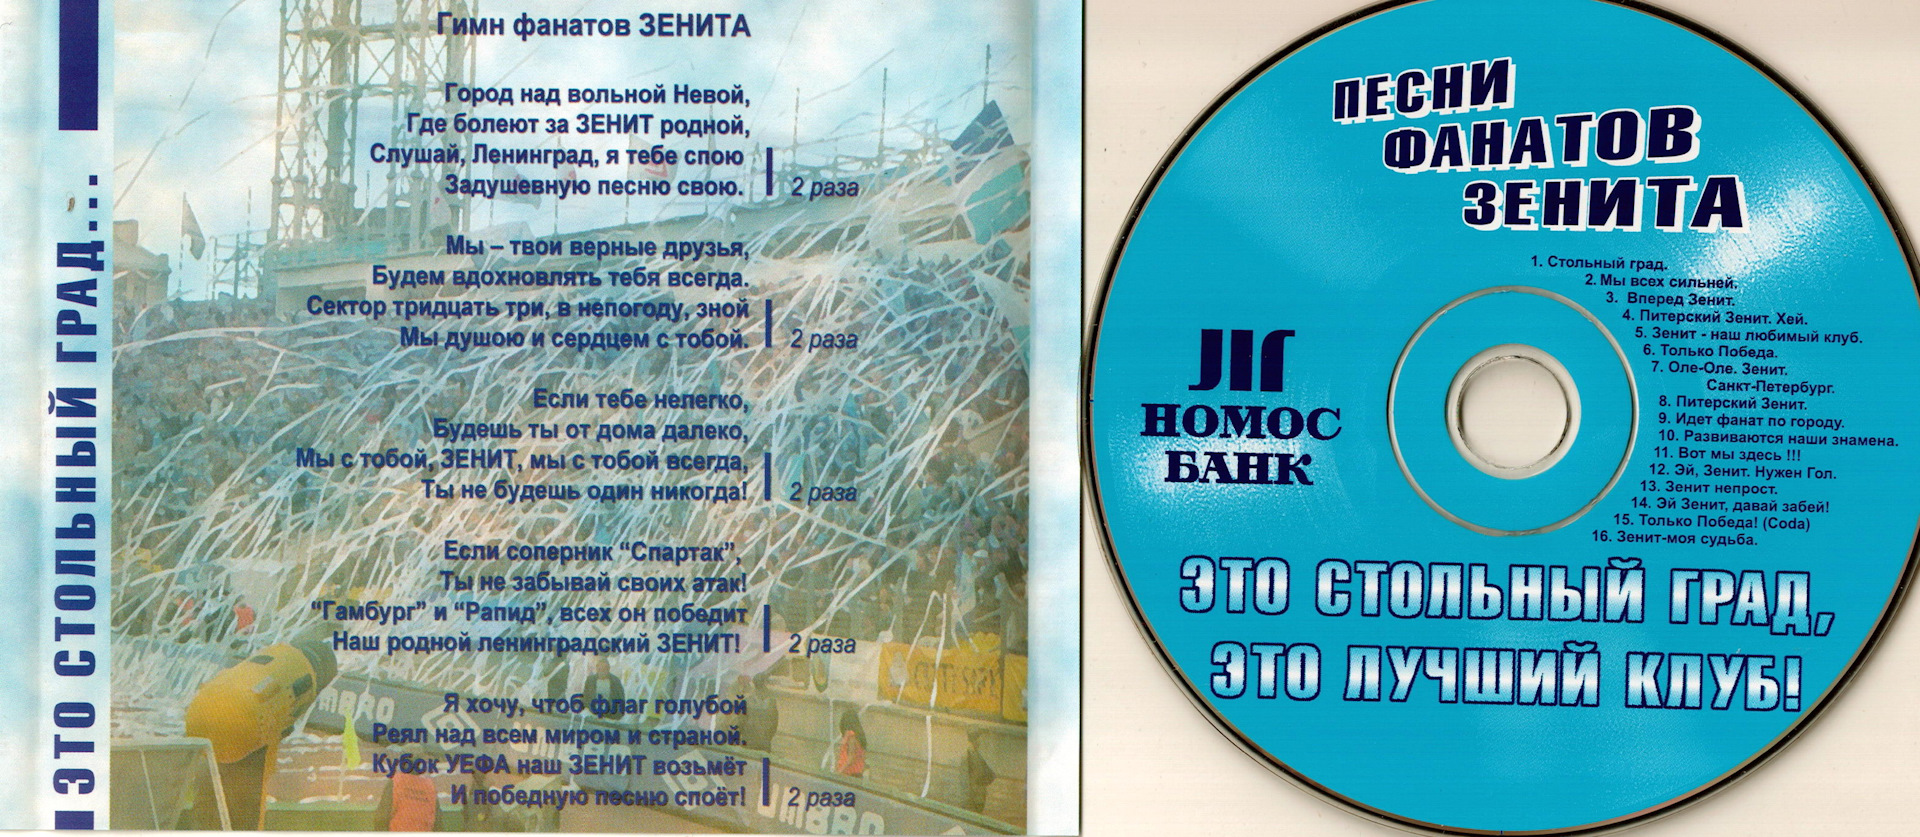 ЭТО СТОЛЬНЫЙ ГРАД...
Гимн фанатов ЗЕНИТА
Город над вольной Невой,
Где болеют за ЗЕНИТ родной,
Слушай, Ленинград, я тебе спою
Задушевную песню свою.
2 раза
Мы – твои верные друзья,
Будем вдохновлять тебя всегда.
Сектор тридцать три, в непогоду, зной
Мы душою и сердцем с тобой.
2 раза
Если тебе нелегко,
Будешь ты от дома далеко,
Мы с тобой, ЗЕНИТ, мы с тобой всегда,
Ты не будешь один никогда!
2 раза
Если соперник “Спартак”,
Ты не забывай своих атак!
“Гамбург” и “Рапид”, всех он победит
Наш родной ленинградский ЗЕНИТ!
2 раза
Я хочу, чтоб флаг голубой
Реял над всем миром и страной.
Кубок УЕФА наш ЗЕНИТ возьмёт
И победную песню споёт!
2 раза
UMBRO
UMBRO
ПЕСНИ
ФАНАТОВ
ЗЕНИТА
1. Стольный град.
2. Мы всех сильней.
3. Вперед Зенит.
4. Питерский Зенит. Хей.
5. Зенит - наш любимый клуб.
6. Только Победа.
7. Оле-Оле. Зенит.
Санкт-Петербург.
8. Питерский Зенит.
9. Идет фанат по городу.
10. Развиваются наши знамена.
11. Вот мы здесь !!!
12. Эй, Зенит. Нужен Гол.
13. Зенит непрост.
14. Эй Зенит, давай забей!
15. Только Победа! (Coda)
16. Зенит-моя судьба.
НОМОС
БАНК
ЭТО СТОЛЬНЫЙ ГРАД,
ЭТО ЛУЧШИЙ КЛУБ!